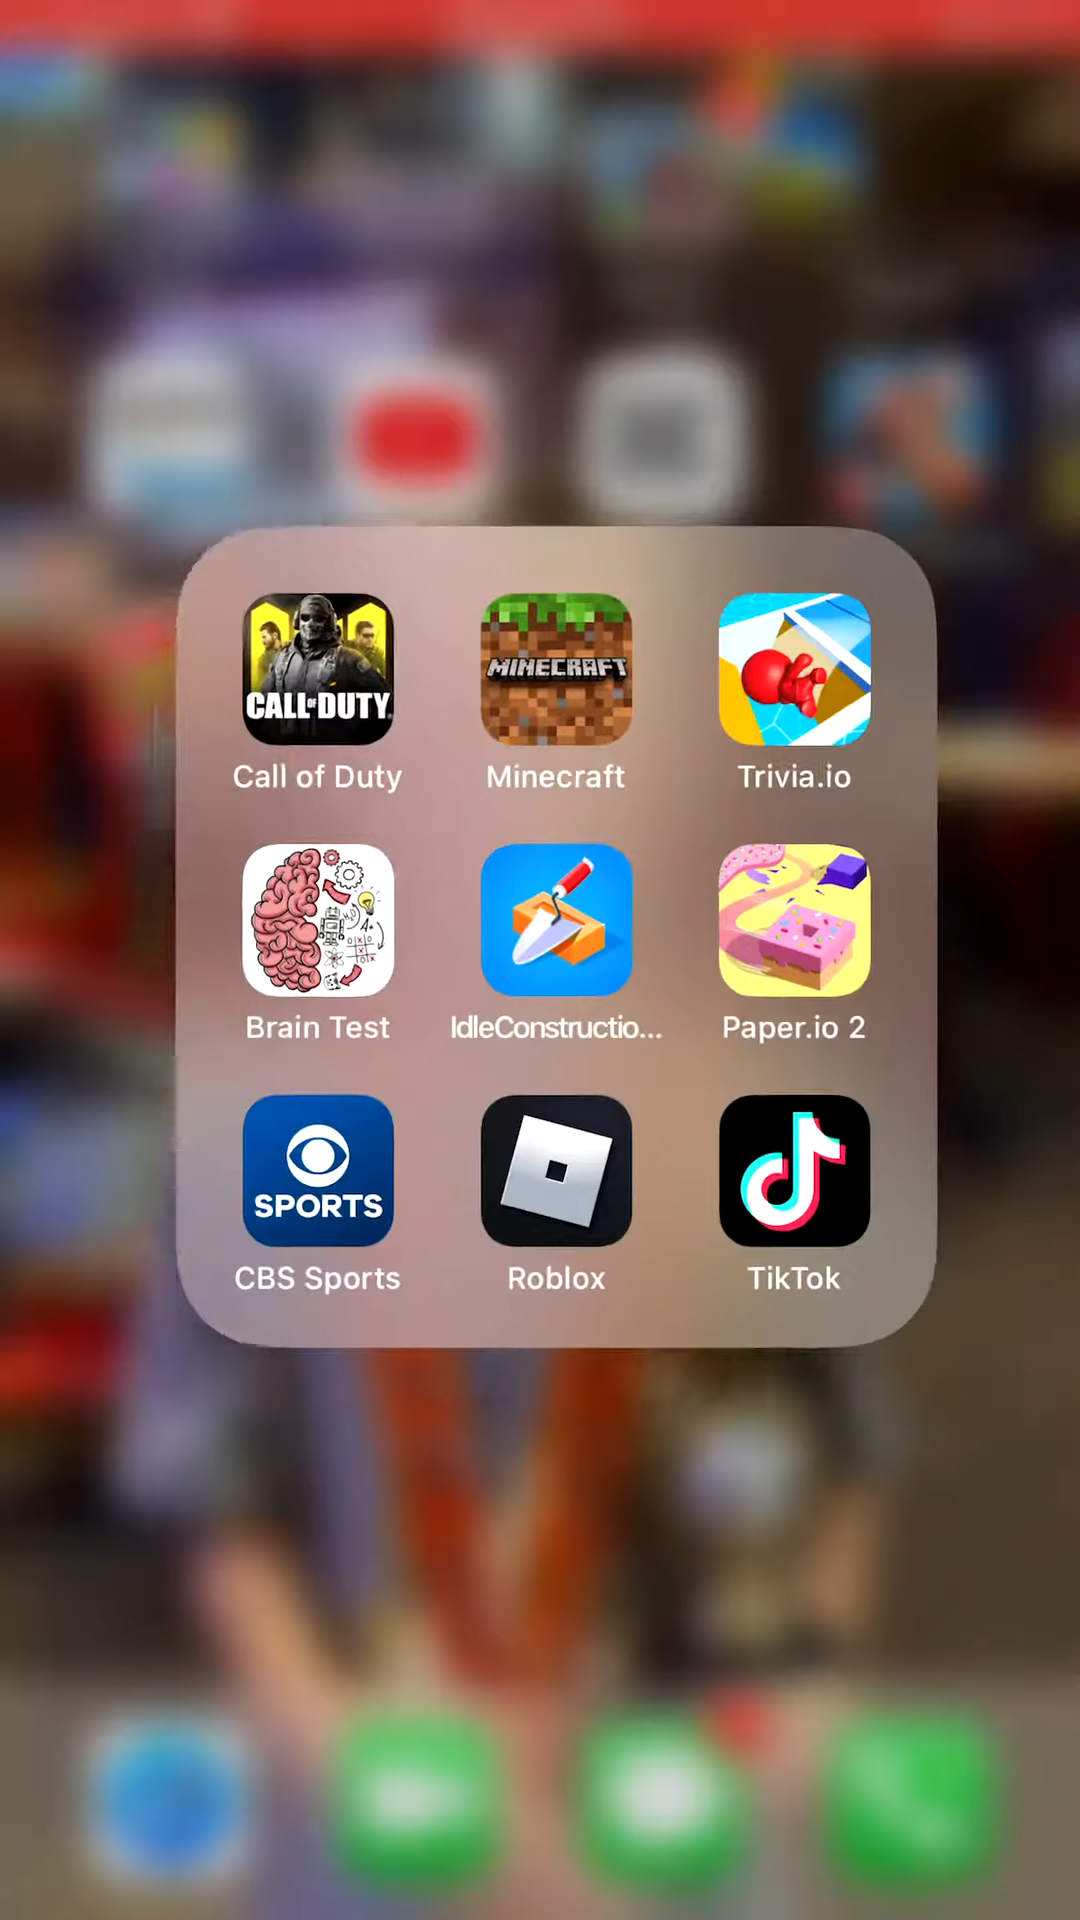 CALL OF DUTY
MINECRAFT
Call of Duty
Minecraft
Trivia.io
Brain Test
IdleConstructio...
Paper.io 2
SPORTS
CBS Sports
Roblox
TikTok